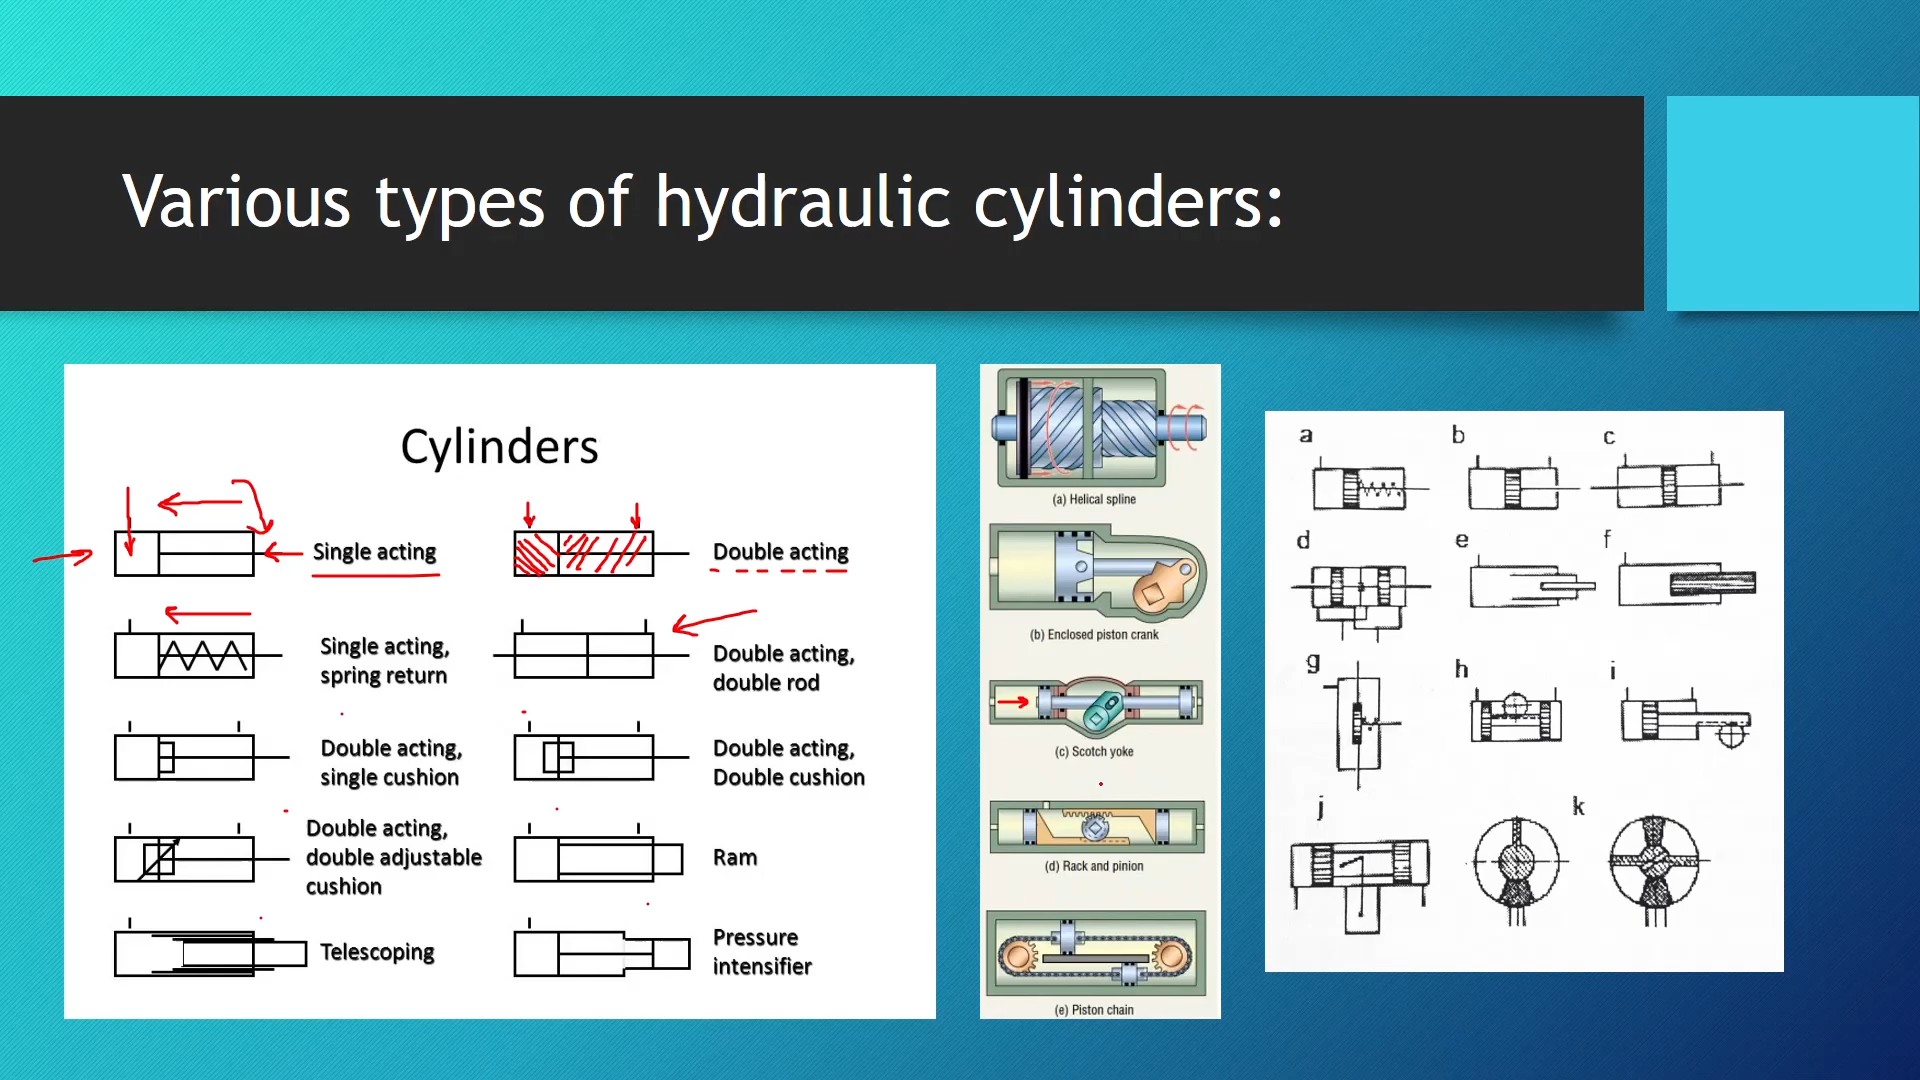 Various types of hydraulic cylinders:
Cylinders
Single acting
Double acting
Single acting,
spring return
Double acting,
double rod
Double acting,
single cushion
Double acting,
Double cushion
Double acting,
double adjustable
cushion
Ram
Telescoping
Pressure
intensifier
(a) Helical spline
(b) Enclosed piston crank
(c) Scotch yoke
(d) Rack and pinion
(e) Piston chain
a
b
c
d
e
f
g
h
i
j
k